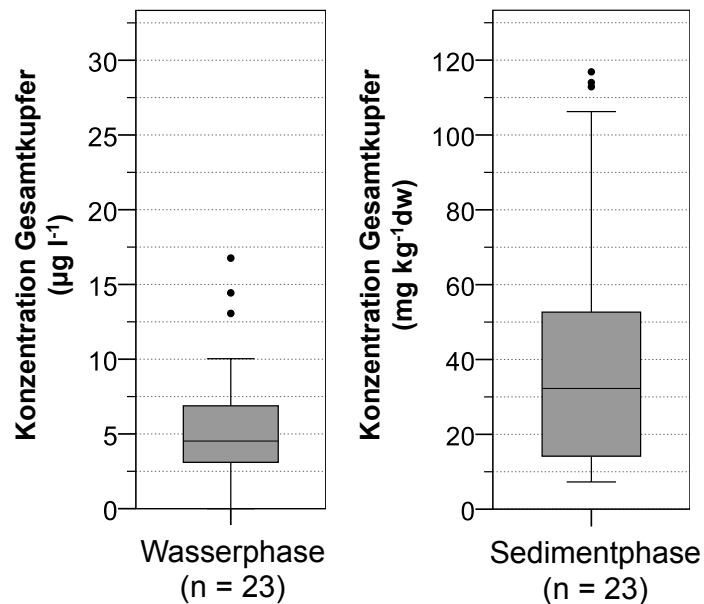 Konzentration Gesamtkupfer
(µg l⁻¹)
30
25
20
15
10
5
0
Wasserphase
(n = 23)
Konzentration Gesamtkupfer
(mg kg⁻¹dw)
120
100
80
60
40
20
0
Sedimentphase
(n = 23)